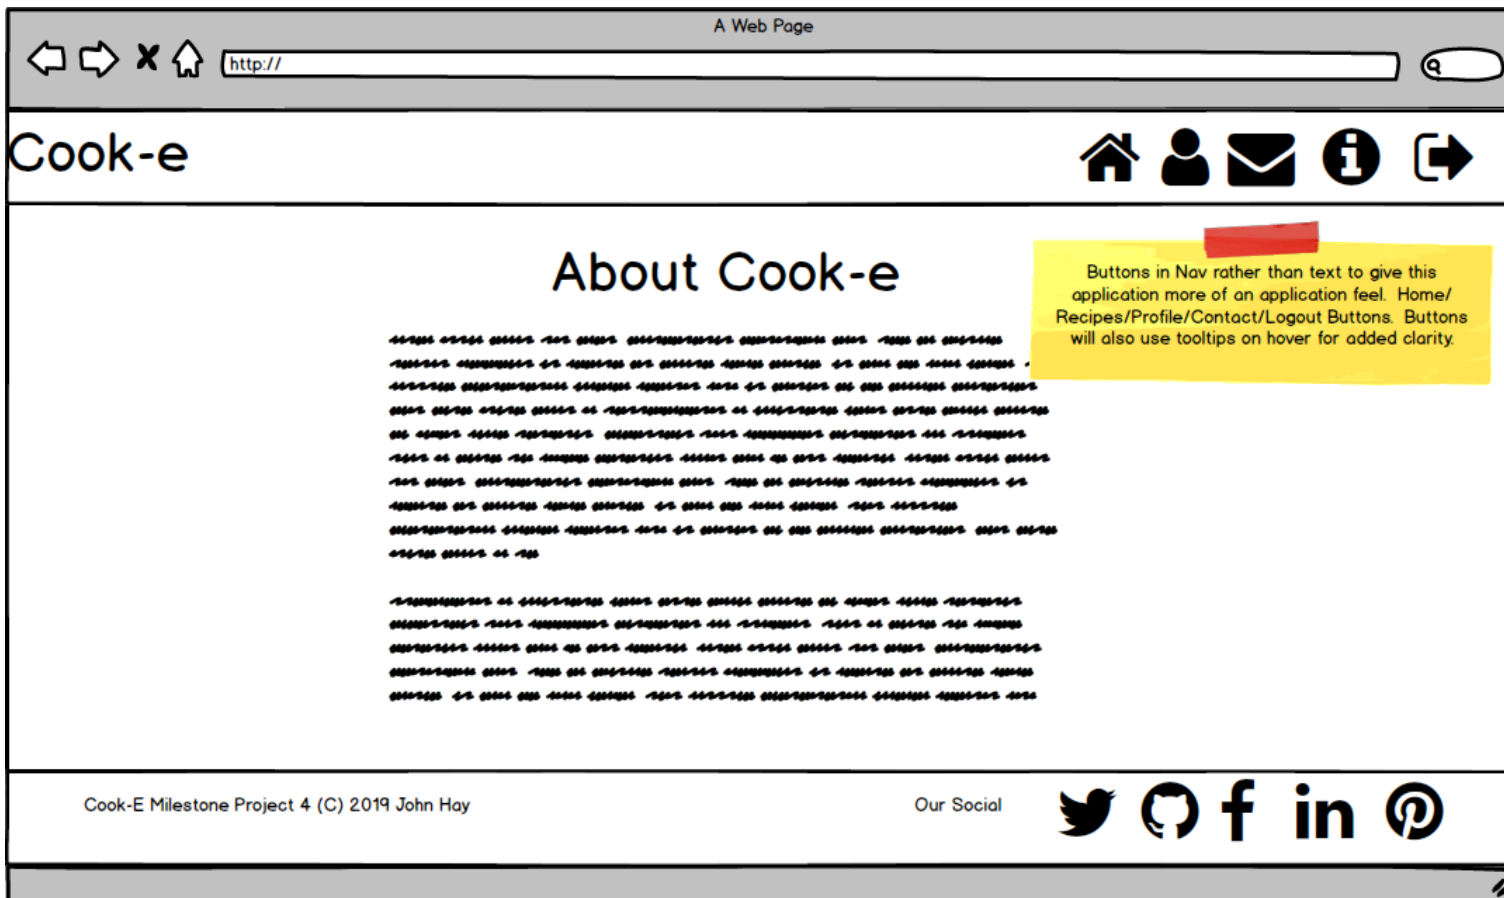 A Web Page
http://
Cook-e
About Cook-e
Buttons in Nav rather than text to give this
application more of an application feel. Home/
Recipes/Profile/Contact/Logout Buttons. Buttons
will also use tooltips on hover for added clarity.
Cook-E Milestone Project 4 (C) 2019 John Hay
Our Social